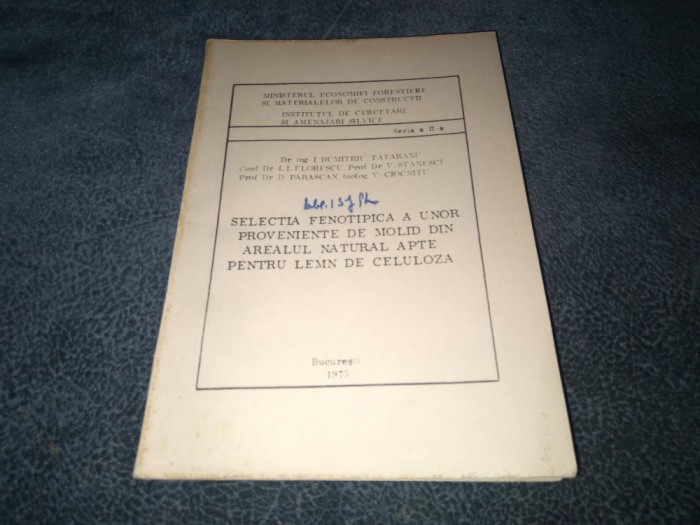 MINISTERUL ECONOMIEI FORESTIERE
SI MATERIALELOR DE CONSTRUCTII
INSTITUTUL DE CERCETARI
SI AMENAJARI SILVICE
Seria a II-a
Dr. ing. I. DUMITRIU TATARANU
Conf. Dr. I. I. FLORESCU Prof. Dr. V. STANESCU
Prof. Dr. D. PARASCAN V. CIOCNITU
SELECTIA FENOTIPICA A UNOR
PROVENIENTE DE MOLID DIN
AREALUL NATURAL APTE
PENTRU LEMN DE CELULOZA
Bucuresti
1975